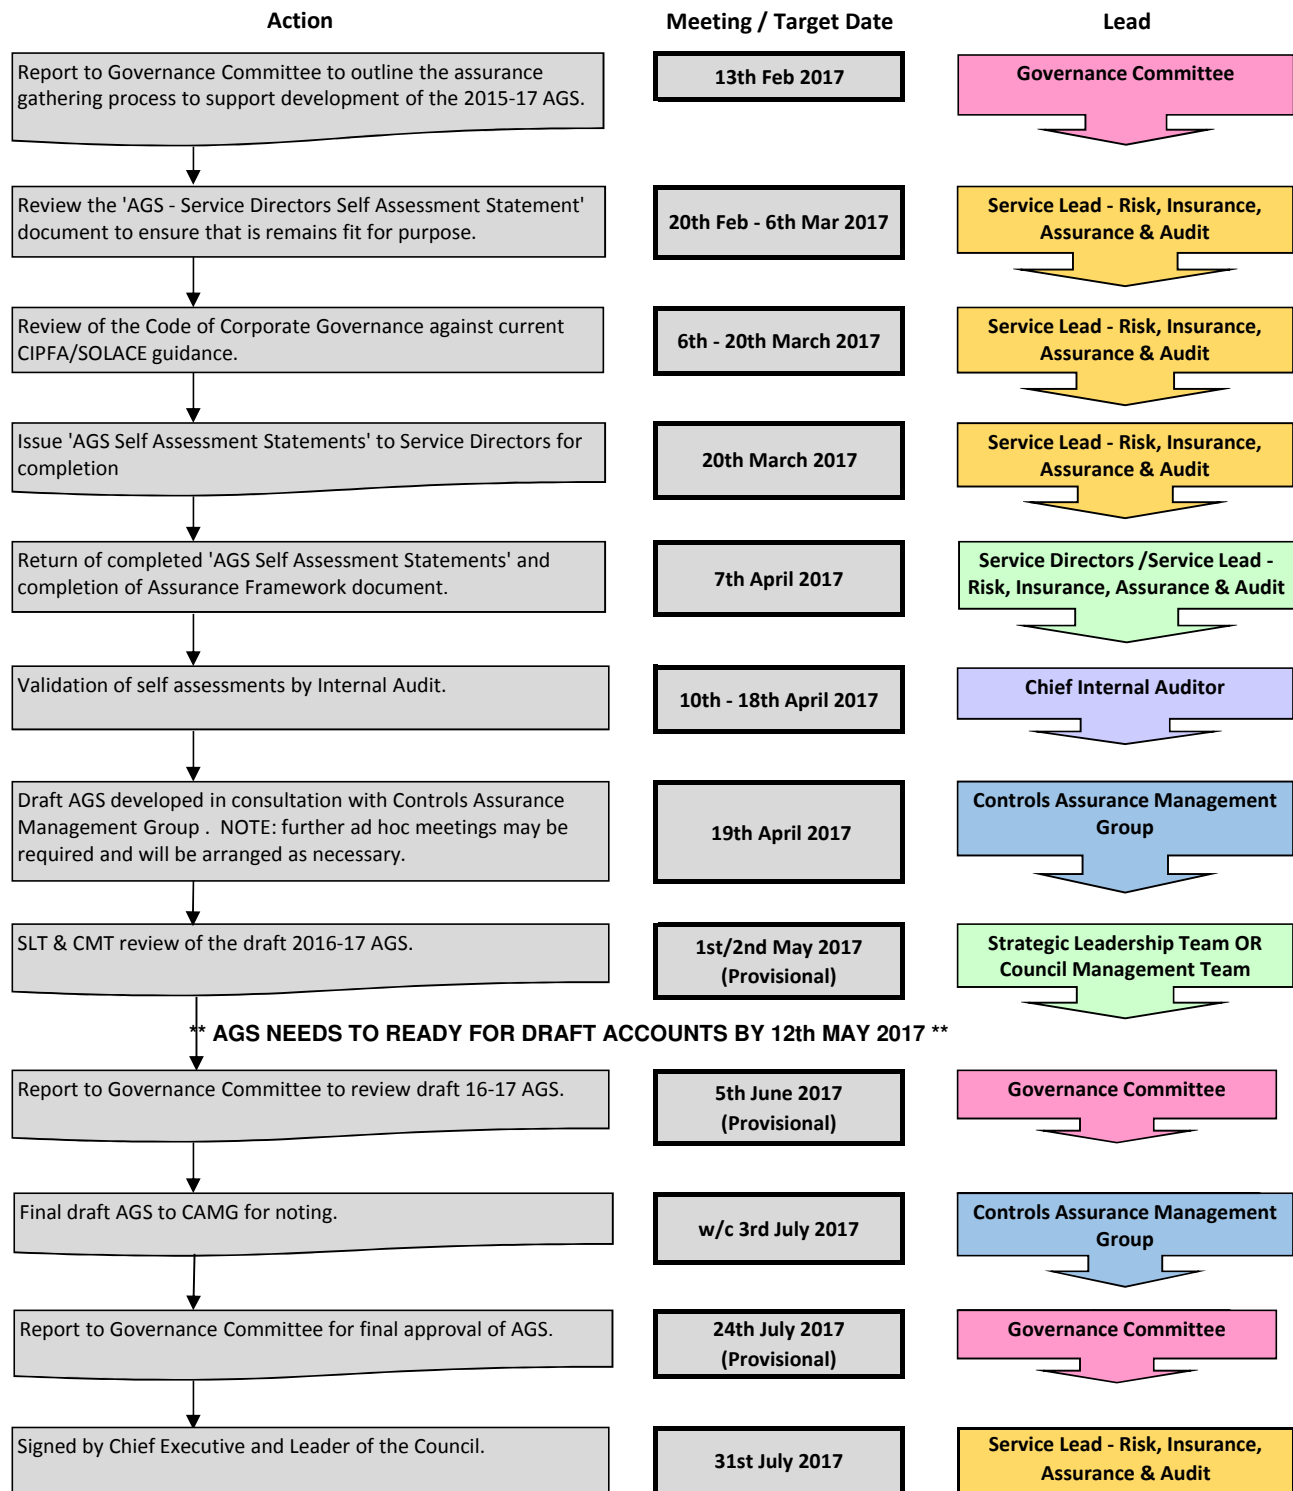 Action
Meeting / Target Date
Lead
Report to Governance Committee to outline the assurance
gathering process to support development of the 2015-17 AGS.
13th Feb 2017
Governance Committee
Review the 'AGS - Service Directors Self Assessment Statement'
document to ensure that is remains fit for purpose.
20th Feb - 6th Mar 2017
Service Lead - Risk, Insurance,
Assurance & Audit
Review of the Code of Corporate Governance against current
CIPFA/SOLACE guidance.
6th - 20th March 2017
Service Lead - Risk, Insurance,
Assurance & Audit
Issue 'AGS Self Assessment Statements' to Service Directors for
completion
20th March 2017
Service Lead - Risk, Insurance,
Assurance & Audit
Return of completed 'AGS Self Assessment Statements' and
completion of Assurance Framework document.
7th April 2017
Service Directors /Service Lead -
Risk, Insurance, Assurance & Audit
Validation of self assessments by Internal Audit.
10th - 18th April 2017
Chief Internal Auditor
Draft AGS developed in consultation with Controls Assurance
Management Group . NOTE: further ad hoc meetings may be
required and will be arranged as necessary.
19th April 2017
Controls Assurance Management
Group
SLT & CMT review of the draft 2016-17 AGS.
1st/2nd May 2017
(Provisional)
Strategic Leadership Team OR
Council Management Team
** AGS NEEDS TO READY FOR DRAFT ACCOUNTS BY 12th MAY 2017 **
Report to Governance Committee to review draft 16-17 AGS.
5th June 2017
(Provisional)
Governance Committee
Final draft AGS to CAMG for noting.
w/c 3rd July 2017
Controls Assurance Management
Group
Report to Governance Committee for final approval of AGS.
24th July 2017
(Provisional)
Governance Committee
Signed by Chief Executive and Leader of the Council.
31st July 2017
Service Lead - Risk, Insurance,
Assurance & Audit